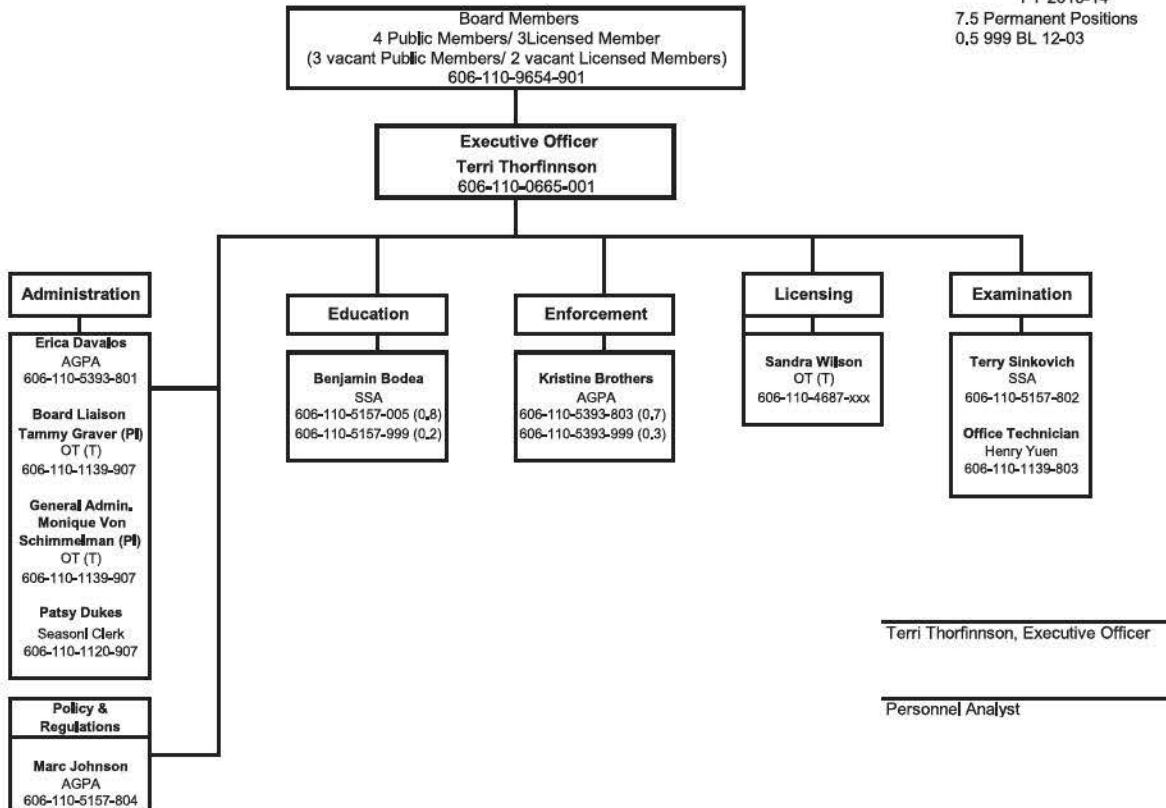 FY 2013-14
7.5 Permanent Positions
0.5 999 BL 12-03
Board Members
4 Public Members/ 3Licensed Member
(3 vacant Public Members/ 2 vacant Licensed Members)
606-110-9654-901
Executive Officer
Terri Thorfinnson
606-110-0665-001
Administration
Erica Davalos
AGPA
606-110-5393-801
Board Liaison
Tammy Graver (PI)
OT (T)
606-110-1139-907
General Admin.
Monique Von
Schimmelman (PI)
OT (T)
606-110-1139-907
Patsy Dukes
Seasonl Clerk
606-110-1120-907
Policy &
Regulations
Marc Johnson
AGPA
606-110-5157-804
Education
Benjamin Bodea
SSA
606-110-5157-005 (0.8)
606-110-5157-999 (0.2)
Enforcement
Kristine Brothers
AGPA
606-110-5393-803 (0.7)
606-110-5393-999 (0.3)
Licensing
Sandra Wilson
OT (T)
606-110-4687-xxx
Examination
Terry Sinkovich
SSA
606-110-5157-802
Office Technician
Henry Yuen
606-110-1139-803
Terri Thorfinnson, Executive Officer
Personnel Analyst